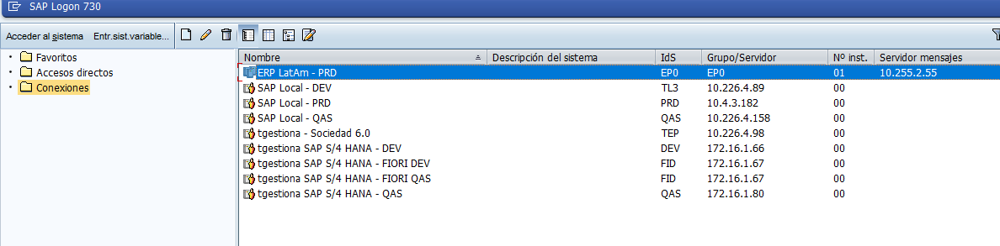 SAP Logon 730
Acceder al sistema Entr.sist.variable...
Favoritos
Accesos directos
Conexiones
Nombre Descripción del sistema IdS Grupo/Servidor Nº inst. Servidor mensajes
ERP LatAm - PRD EP0 EP0 01 10.255.2.55
SAP Local - DEV TL3 10.226.4.89 00
SAP Local - PRD PRD 10.4.3.182 00
SAP Local - QAS QAS 10.226.4.158 00
tgestiona - Sociedad 6.0 TEP 10.226.4.98 00
tgestiona SAP S/4 HANA - DEV DEV 172.16.1.66 00
tgestiona SAP S/4 HANA - FIORI DEV FID 172.16.1.67 00
tgestiona SAP S/4 HANA - FIORI QAS FID 172.16.1.67 00
tgestiona SAP S/4 HANA - QAS QAS 172.16.1.80 00